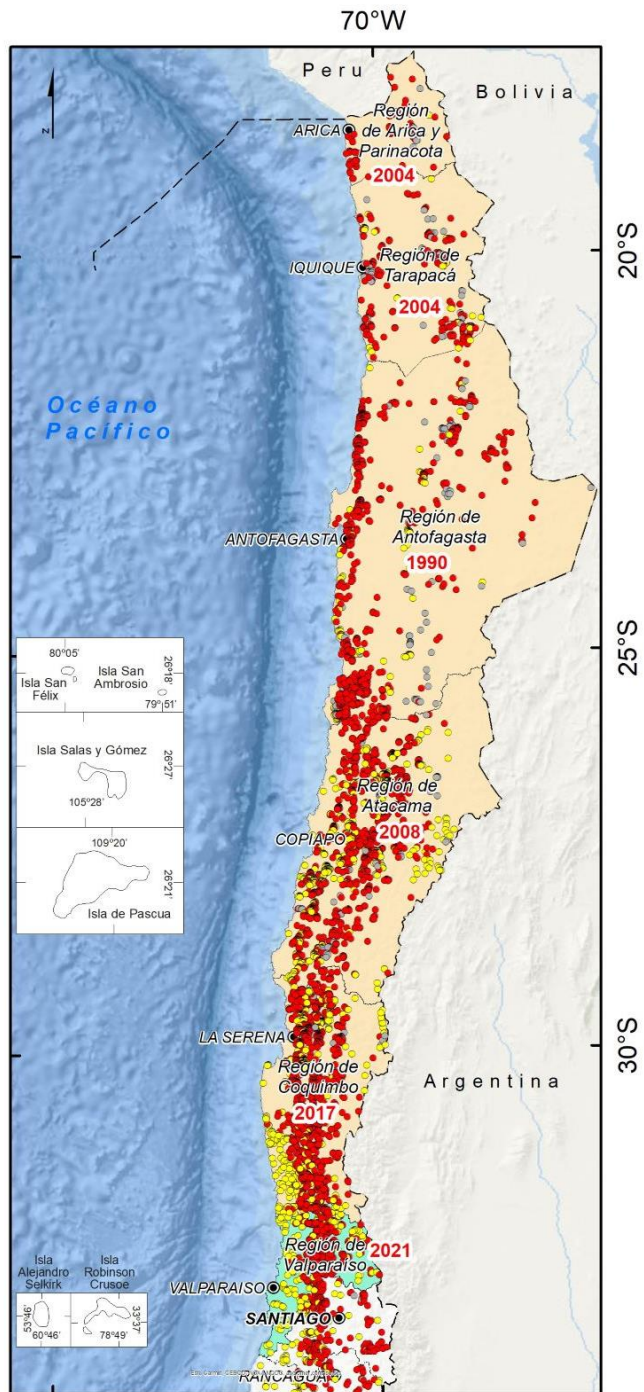 70°W
Peru
Bolivia
z
ARICA
Región
de Arica y
Parinacota
2004
20°S
IQUIQUE
Región de
Tarapacá
2004
Océano
Pacífico
ANTOFAGASTA
Región de
Antofagasta
1990
25°S
80°05'
Isla San
Félix
Isla San
Ambrosio
26°18'
79°51'
Isla Salas y Gómez
26°27'
105°28'
109°20'
26°21'
Isla de Pascua
Región de
Atacama
2008
COPIAPO
LA SERENA
30°S
Región de
Coquimbo
2017
Argentina
Región de
Valparaíso
2021
VALPARAISO
SANTIAGO
Isla
Alejandro
Selkirk
Isla
Robinson
Crusoe
53°46'
60°46'
33°37'
78°49'
RANCAGUA